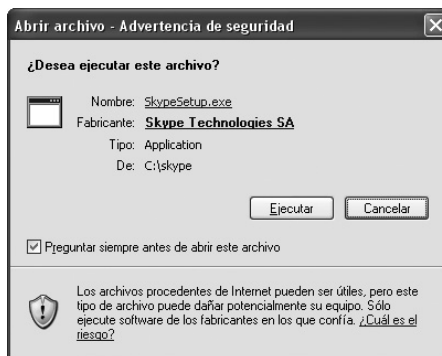 Abrir archivo - Advertencia de seguridad
¿Desea ejecutar este archivo?
Nombre: SkypeSetup.exe
Fabricante: Skype Technologies SA
Tipo: Application
De: C:\skype
Ejecutar Cancelar
Preguntar siempre antes de abrir este archivo
Los archivos procedentes de Internet pueden ser útiles, pero este
tipo de archivo puede dañar potencialmente su equipo. Sólo
ejecute software de los fabricantes en los que confía. ¿Cuál es el
riesgo?